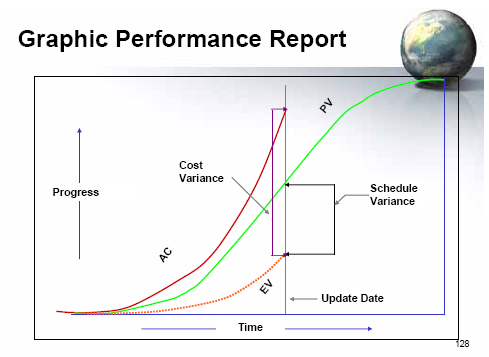 Graphic Performance Report
PV
Cost
Variance
Schedule
Variance
Progress
AC
EV
Update Date
Time
128